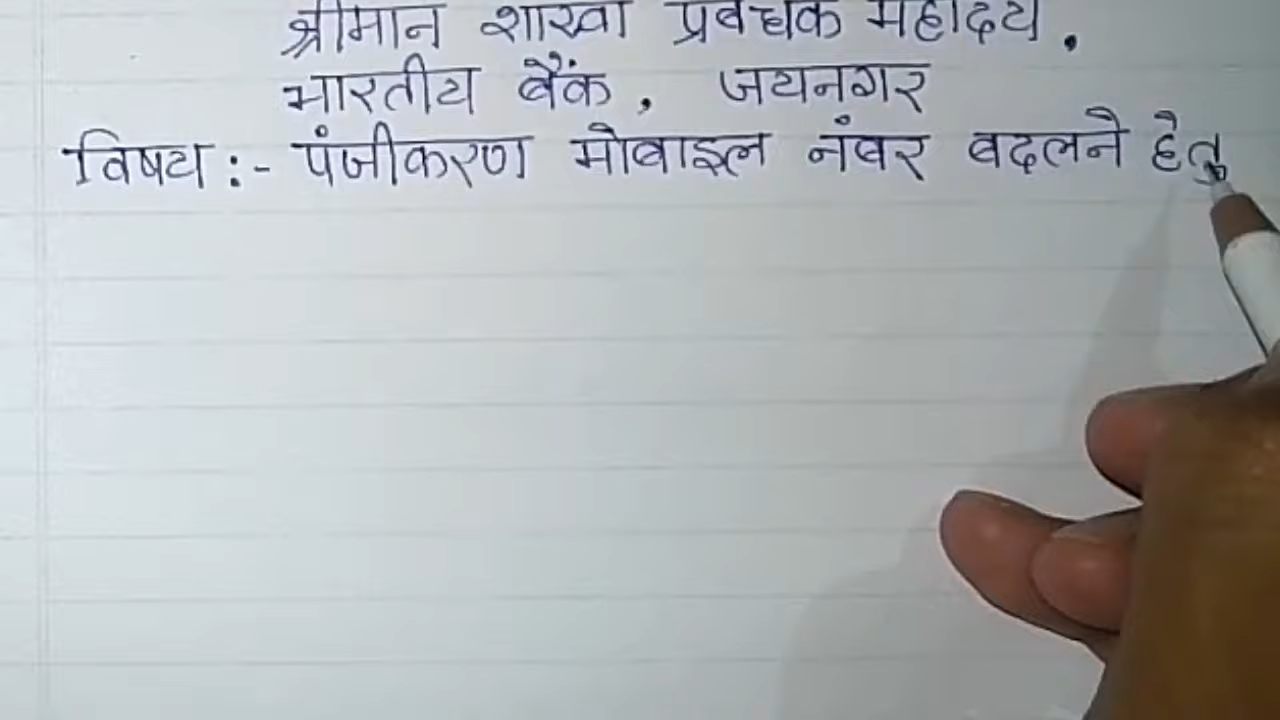 श्रीमान शाखा प्रबंधक महोदय,
भारतीय बैंक, जयनगर
विषय :- पंजीकरण मोबाइल नंबर बदलने हेतु